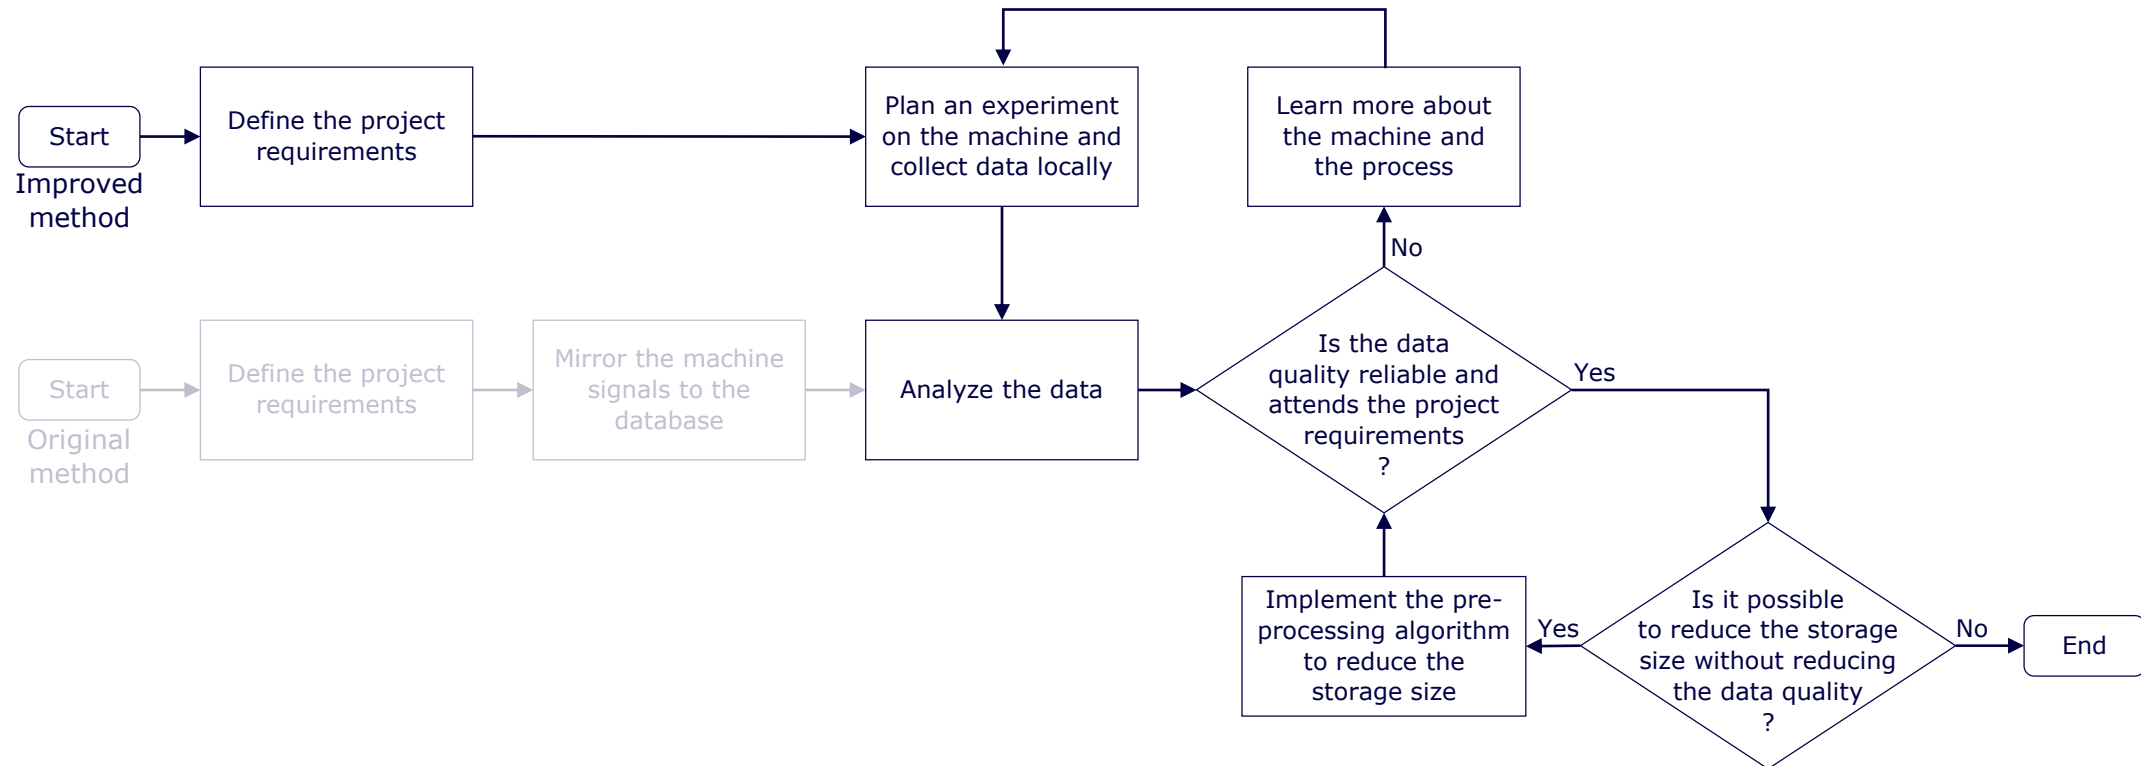 Start
Improved
method
Define the project
requirements
Plan an experiment
on the machine and
collect data locally
Learn more about
the machine and
the process
No
Start
Original
method
Define the project
requirements
Mirror the machine
signals to the
database
Analyze the data
Is the data
quality reliable and
attends the project
requirements
?
Yes
Implement the pre-
processing algorithm
to reduce the
storage size
Yes
Is it possible
to reduce the storage
size without reducing
the data quality
?
No
End